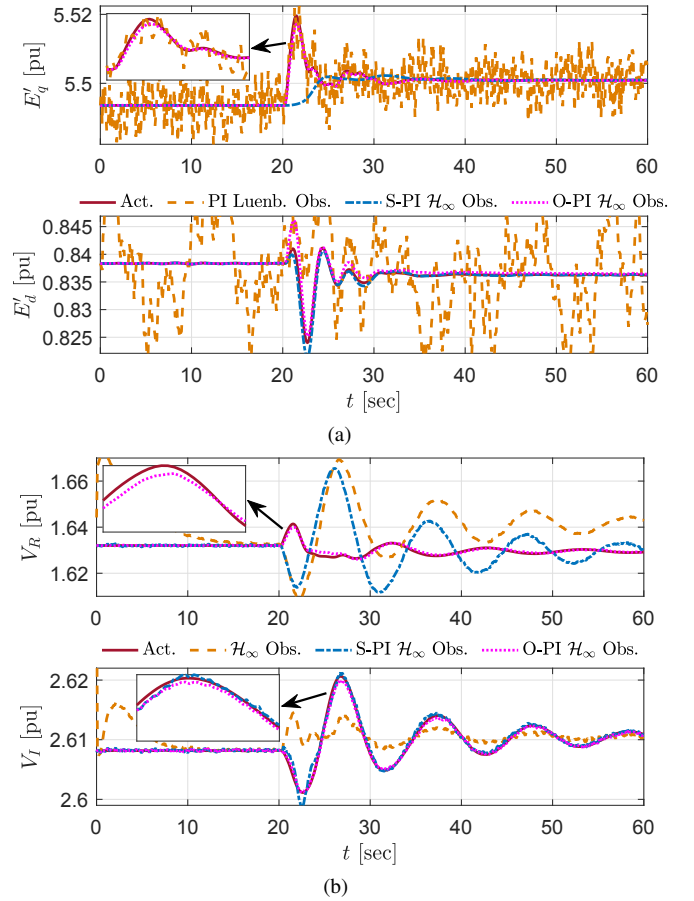 5.52
5.5
E′q [pu]
0 10 20 30 40 50 60
Act. PI Luenb. Obs. S-PI ℋ∞ Obs. O-PI ℋ∞ Obs.
0.845
0.84
0.835
0.83
0.825
E′d [pu]
0 10 20 30 40 50 60
t [sec]
(a)
1.66
1.64
1.62
VR [pu]
0 10 20 30 40 50 60
Act. ℋ∞ Obs. S-PI ℋ∞ Obs. O-PI ℋ∞ Obs.
2.62
2.61
2.6
VI [pu]
0 10 20 30 40 50 60
t [sec]
(b)